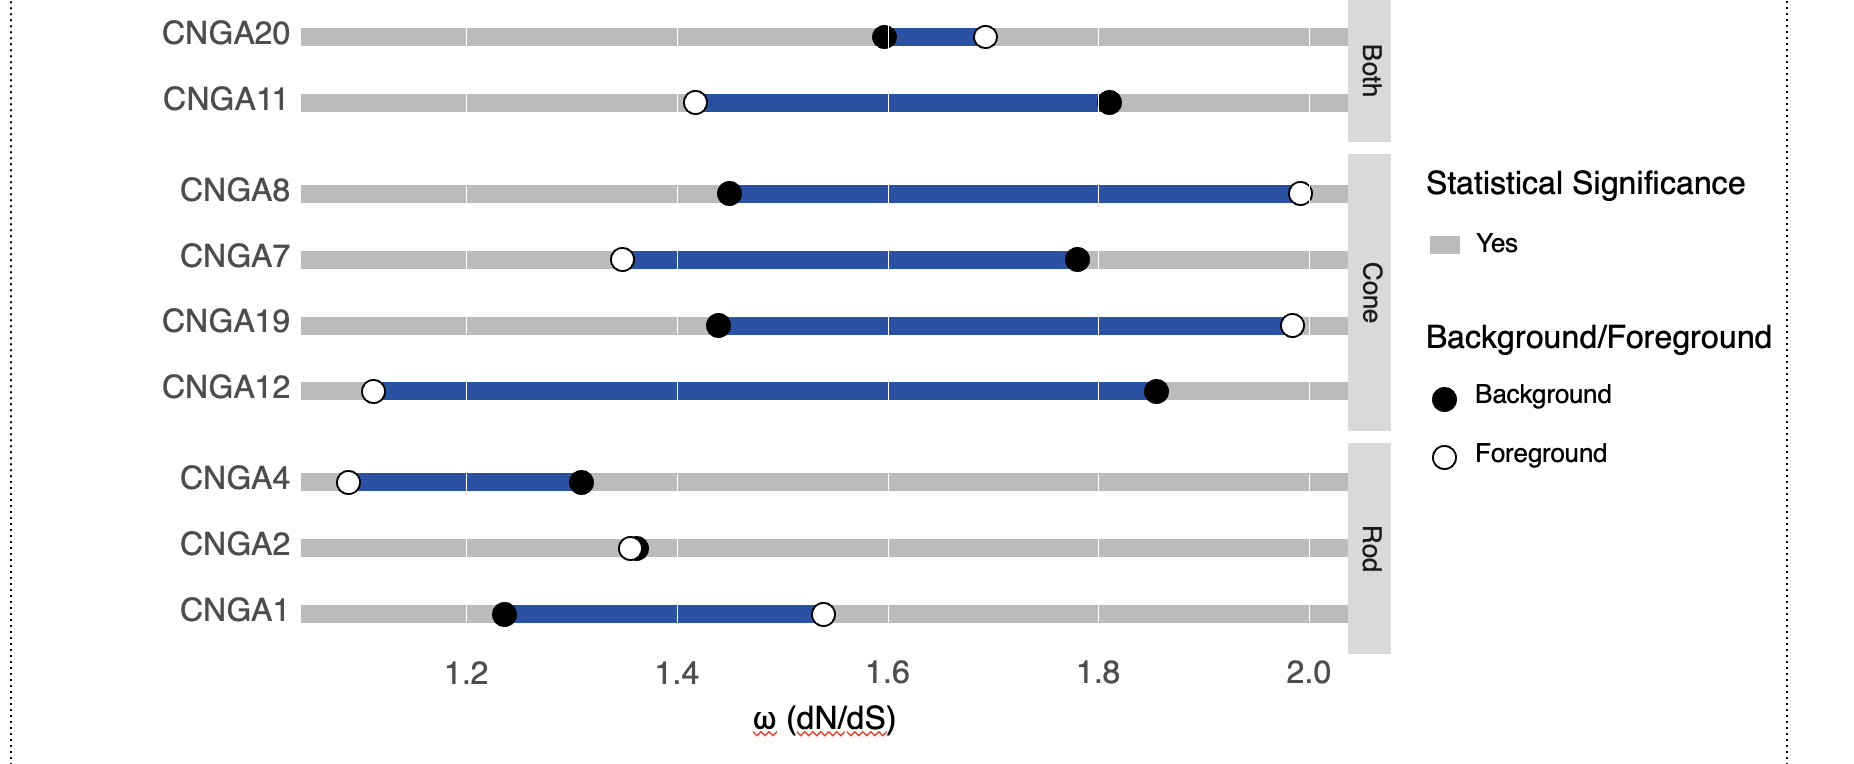 CNGA20
CNGA11
Both
CNGA8
CNGA7
CNGA19
CNGA12
Cone
CNGA4
CNGA2
CNGA1
Rod
1.2 1.4 1.6 1.8 2.0
ω (dN/dS)
Statistical Significance
Yes
Background/Foreground
Background
Foreground